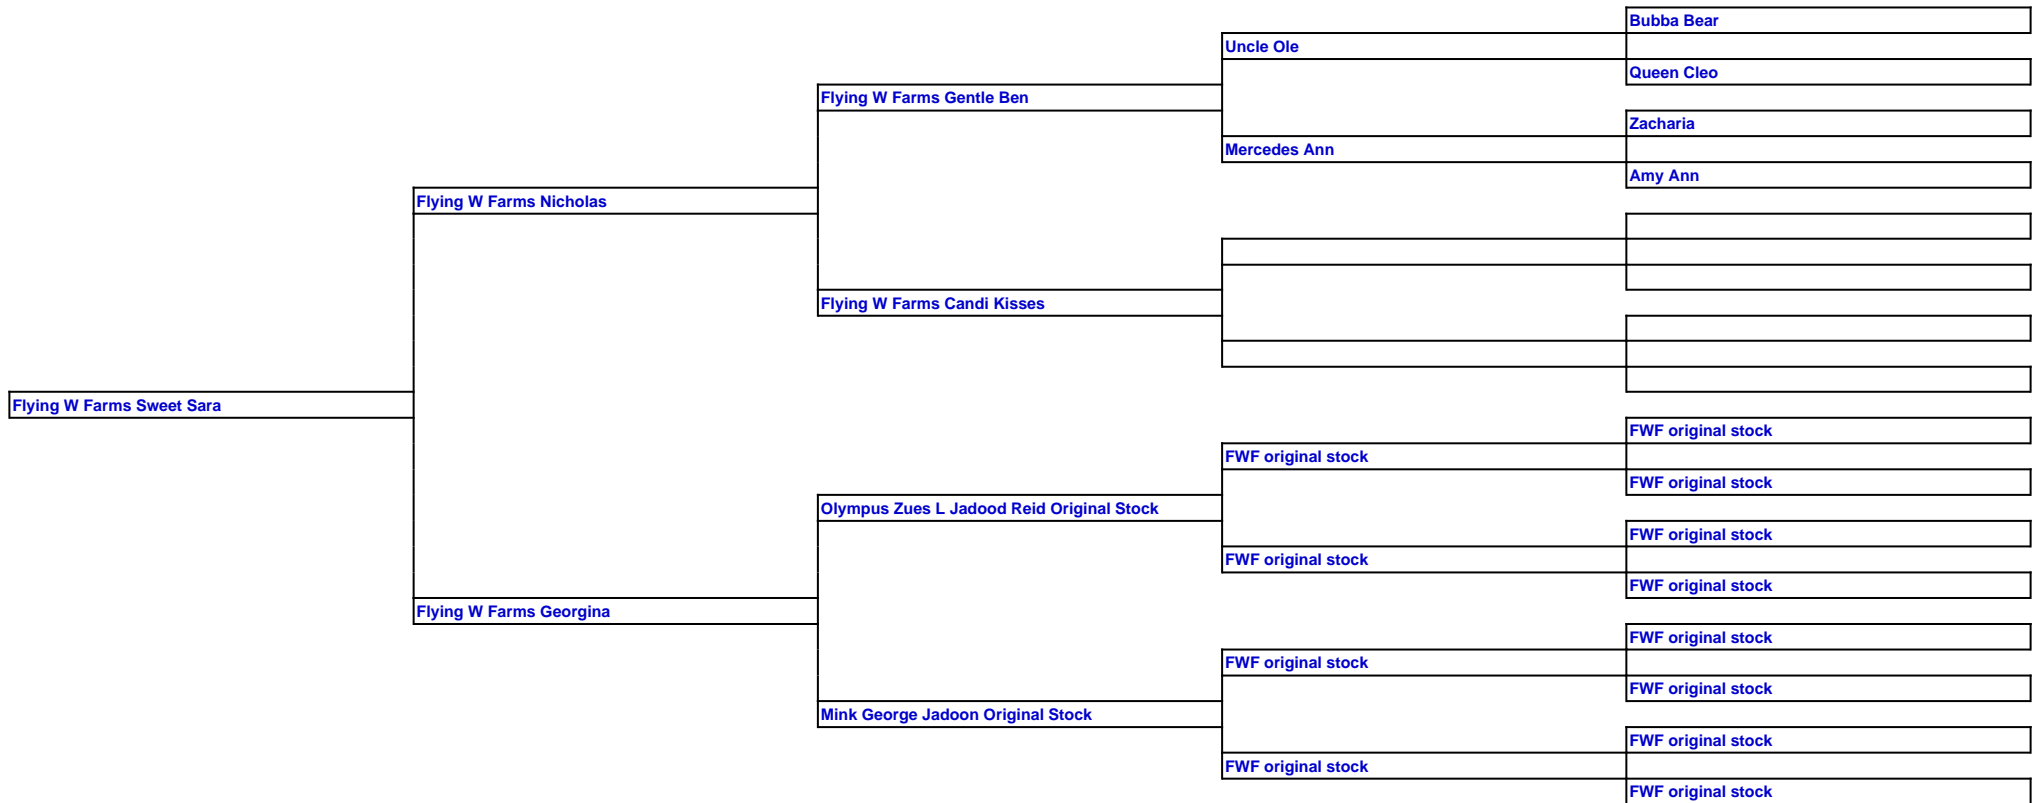 Bubba Bear
Uncle Ole
Queen Cleo
Flying W Farms Gentle Ben
Zacharia
Mercedes Ann
Amy Ann
Flying W Farms Nicholas
Flying W Farms Candi Kisses
Flying W Farms Sweet Sara
FWF original stock
FWF original stock
FWF original stock
Olympus Zues L Jadood Reid Original Stock
FWF original stock
FWF original stock
FWF original stock
Flying W Farms Georgina
FWF original stock
FWF original stock
FWF original stock
Mink George Jadoon Original Stock
FWF original stock
FWF original stock
FWF original stock